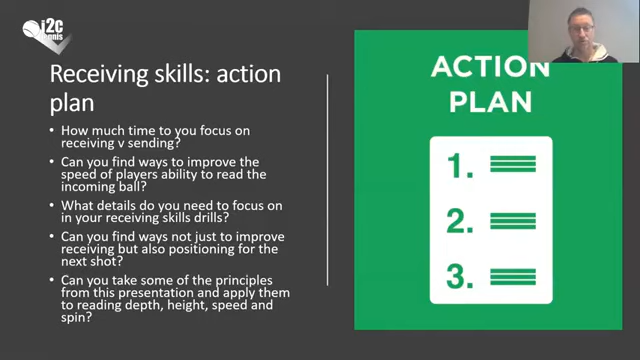 i2c
tennis
Receiving skills: action
plan
• How much time to you focus on
receiving v sending?
• Can you find ways to improve the
speed of players ability to read the
incoming ball?
• What details do you need to focus on
in your receiving skills drills?
• Can you find ways not just to improve
receiving but also positioning for the
next shot?
• Can you take some of the principles
from this presentation and apply them
to reading depth, height, speed and
spin?
ACTION
PLAN
1.
2.
3.